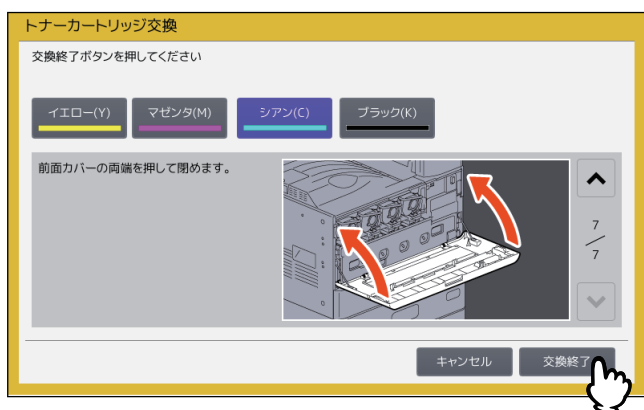 トナーカートリッジ交換
交換終了ボタンを押してください
イエロー(Y) マゼンタ(M) シアン(C) ブラック(K)
前面カバーの両端を押して閉めます。
7
7
キャンセル 交換終了